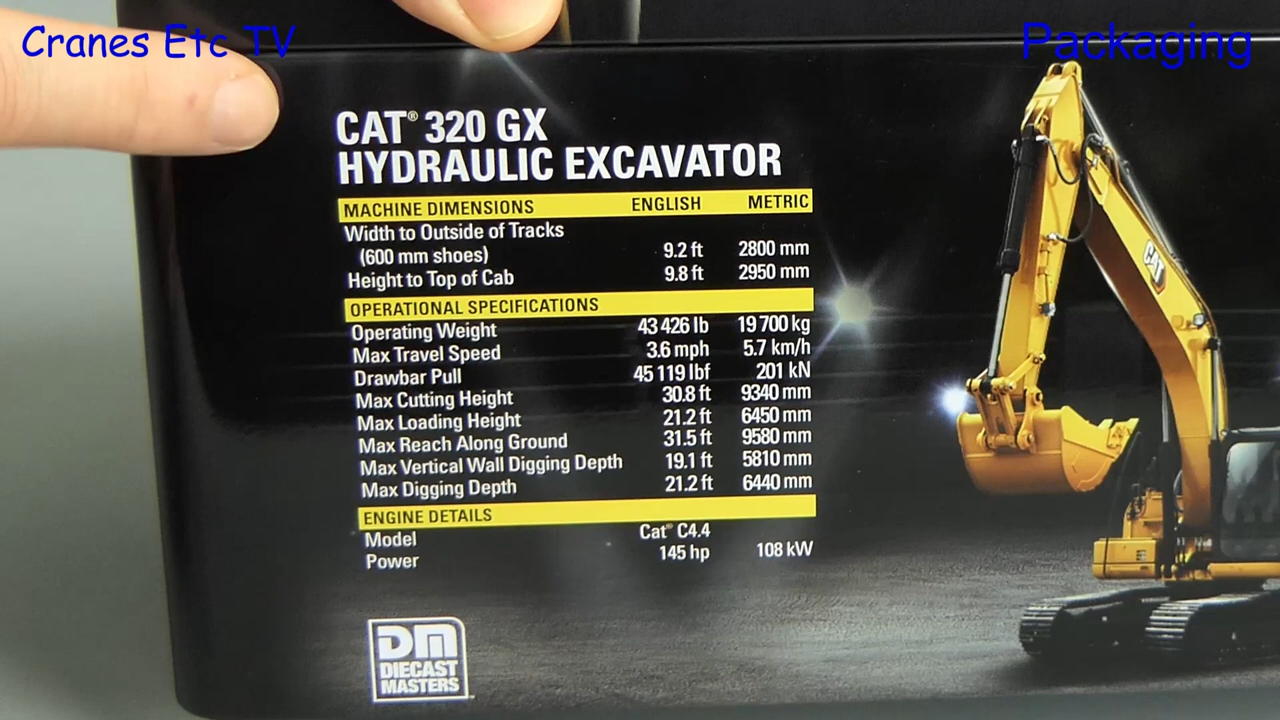 Cranes Etc TV
Packaging
CAT® 320 GX
HYDRAULIC EXCAVATOR
MACHINE DIMENSIONS ENGLISH METRIC
Width to Outside of Tracks
(600 mm shoes) 9.2 ft 2800 mm
Height to Top of Cab 9.8 ft 2950 mm
OPERATIONAL SPECIFICATIONS
Operating Weight 43 426 lb 19 700 kg
Max Travel Speed 3.6 mph 5.7 km/h
Drawbar Pull 45 119 lbf 201 kN
Max Cutting Height 30.8 ft 9340 mm
Max Loading Height 21.2 ft 6450 mm
Max Reach Along Ground 31.5 ft 9580 mm
Max Vertical Wall Digging Depth 19.1 ft 5810 mm
Max Digging Depth 21.2 ft 6440 mm
ENGINE DETAILS
Model Cat® C4.4
Power 145 hp 108 kW
CAT
DM
DIECAST
MASTERS